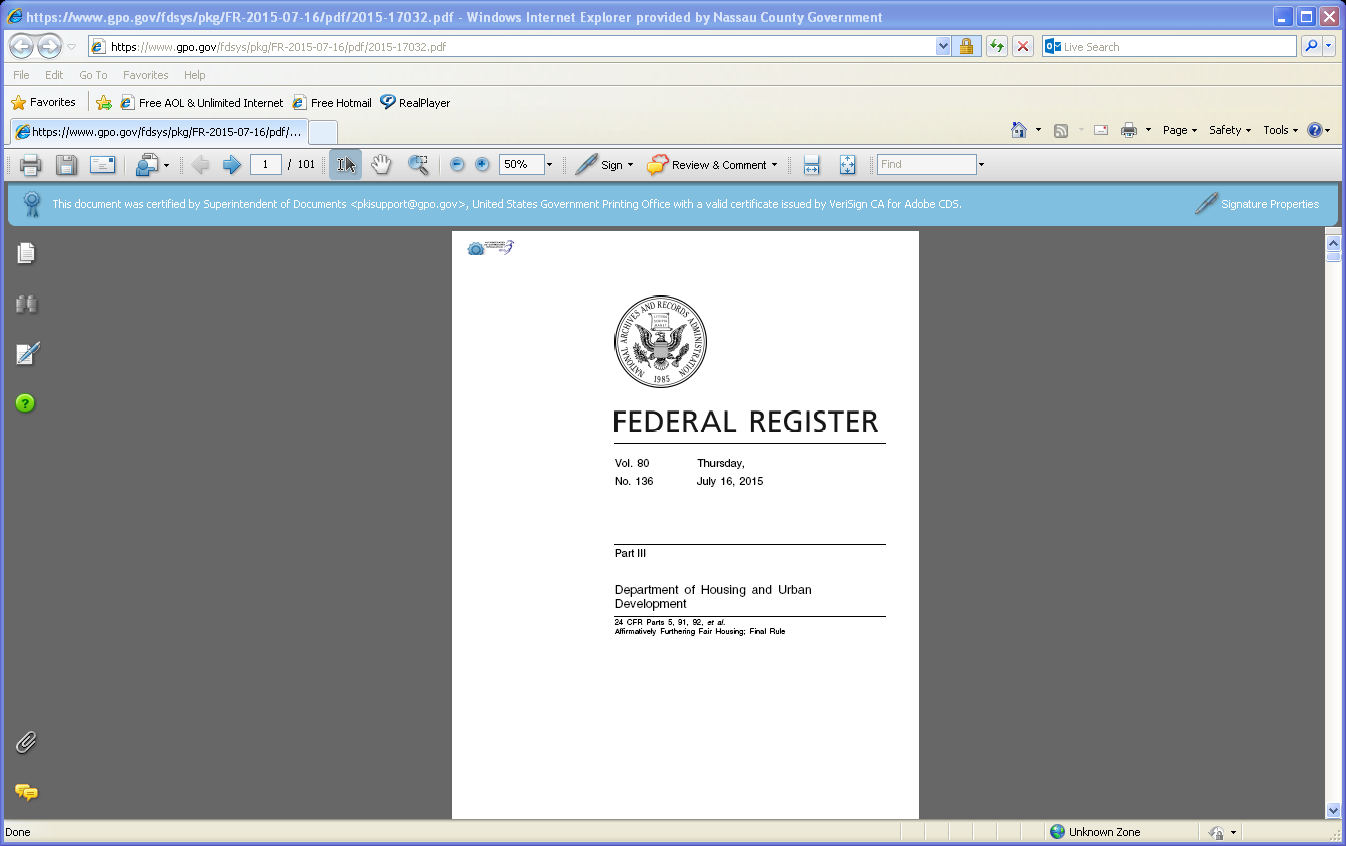 https://www.gpo.gov/fdsys/pkg/FR-2015-07-16/pdf/2015-17032.pdf - Windows Internet Explorer provided by Nassau County Government
https://www.gpo.gov/fdsys/pkg/FR-2015-07-16/pdf/2015-17032.pdf
Live Search
File Edit Go To Favorites Help
Favorites Free AOL & Unlimited Internet Free Hotmail RealPlayer
https://www.gpo.gov/fdsys/pkg/FR-2015-07-16/pdf/...
Page Safety Tools
1 / 101 50% Sign Review & Comment Find
This document was certified by Superintendent of Documents <pkisupport@gpo.gov>, United States Government Printing Office with a valid certificate issued by VeriSign CA for Adobe CDS.
Signature Properties
NATIONAL ARCHIVES AND RECORDS ADMINISTRATION
LITTERA SCRIPTA MANET
1985
FEDERAL REGISTER
Vol. 80 Thursday,
No. 136 July 16, 2015
Part III
Department of Housing and Urban
Development
24 CFR Parts 5, 91, 92, et al.
Affirmatively Furthering Fair Housing; Final Rule
Done Unknown Zone